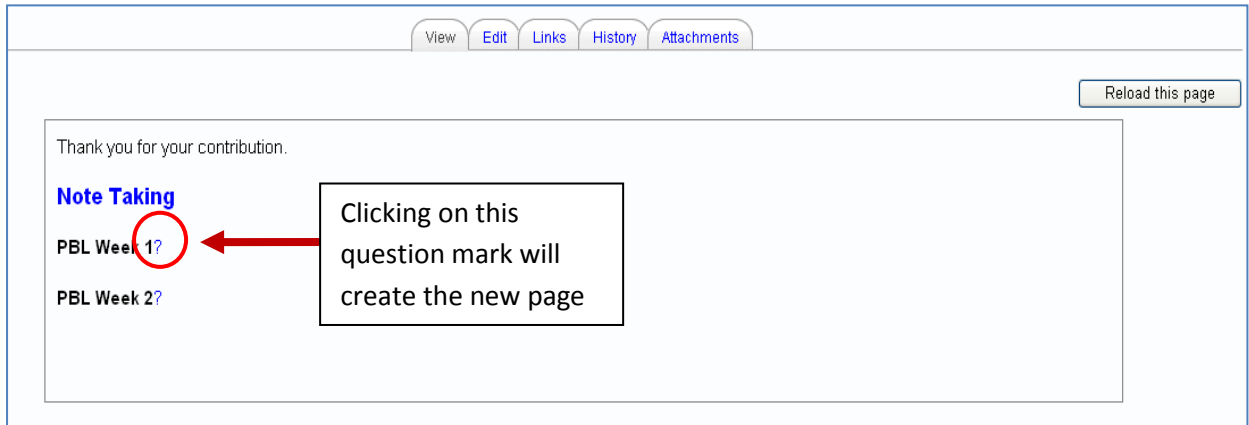 View Edit Links History Attachments
Reload this page
Thank you for your contribution.
Note Taking
PBL Week 1?
PBL Week 2?
Clicking on this
question mark will
create the new page